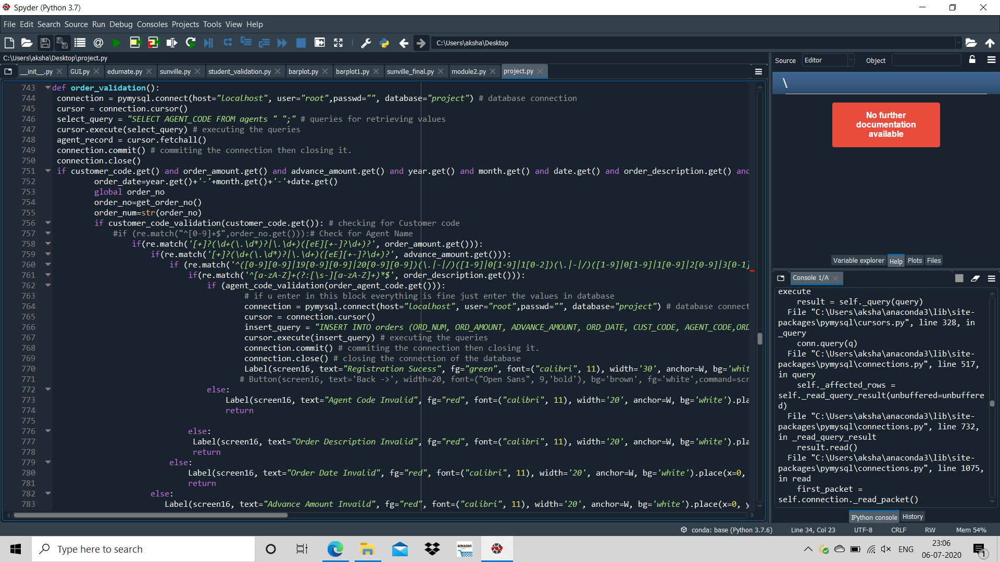 Spyder (Python 3.7)
File Edit Search Source Run Debug Consoles Projects Tools View Help
C:\Users\aksha\Desktop
C:\Users\aksha\Desktop\project.py
__init__.py GUI.py edumate.py sunville.py student_validation.py barplot.py barplot1.py sunville_final.py module2.py project.py
743 def order_validation():
744 connection = pymysql.connect(host="localhost", user="root",passwd="", database="project") # database connection
745 cursor = connection.cursor()
746 select_query = "SELECT AGENT_CODE FROM agents " ";" # queries for retrieving values
747 cursor.execute(select_query) # executing the queries
748 agent_record = cursor.fetchall()
749 connection.commit() # commiting the connection then closing it.
750 connection.close()
751 if customer_code.get() and order_amount.get() and advance_amount.get() and year.get() and month.get() and date.get() and order_description.get() and
752 order_date=year.get()+'-'+month.get()+'-'+date.get()
753 global order_no
754 order_no=get_order_no()
755 order_num=str(order_no)
756 if customer_code_validation(customer_code.get()): # checking for Customer code
757 #if (re.match("^[0-9]+$",order_no.get())):# Check for Agent Name
758 if(re.match('[+]?(\d+(\.\d*)?|\.\d+)([eE][+-]?\d+)?', order_amount.get())):
759 if(re.match('[+]?(\d+(\.\d*)?|\.\d+)([eE][+-]?\d+)?', advance_amount.get())):
760 if (re.match('^([0-9][0-9]|19[0-9][0-9]|20[0-9][0-9])(\.|-|/)([1-9]|0[1-9]|1[0-2])(\.|-|/)([1-9]|0[1-9]|1[0-9]|2[0-9]|3[0-1]
761 if(re.match('^[a-zA-Z]+(?:[\s-][a-zA-Z]+)*$', order_description.get())):
762 if (agent_code_validation(order_agent_code.get())):
763 # if u enter in this block everything is fine just enter the values in database
764 connection = pymysql.connect(host="localhost", user="root",passwd="", database="project") # database connect
765 cursor = connection.cursor()
766 insert_query = "INSERT INTO orders (ORD_NUM, ORD_AMOUNT, ADVANCE_AMOUNT, ORD_DATE, CUST_CODE, AGENT_CODE,ORD
767 cursor.execute(insert_query) # executing the queries
768 connection.commit() # commiting the connection then closing it.
769 connection.close() # closing the connection of the database
770 Label(screen16, text="Registration Sucess", fg="green", font=("calibri", 11), width='30', anchor=W, bg='whit
771 # Button(screen16, text='Back ->', width=20, font=("Open Sans", 9,'bold'), bg='brown', fg='white',command=scr
772 else:
773 Label(screen16, text="Agent Code Invalid", fg="red", font=("calibri", 11), width='20', anchor=W, bg='white').pla
774 return
775
776 else:
777 Label(screen16, text="Order Description Invalid", fg="red", font=("calibri", 11), width='20', anchor=W, bg='white').pla
778 return
779 else:
780 Label(screen16, text="Order Date Invalid", fg="red", font=("calibri", 11), width='20', anchor=W, bg='white').place(x=0,
781 return
782 else:
783 Label(screen16, text="Advance Amount Invaild", fg="red", font=("calibri", 11), width='20', anchor=W, bg='white').place(x=0, y
Source Editor Object
\
No further
documentation
available
Variable explorer Help Plots Files
Console 1/A
execute
result = self._query(query)
File "C:\Users\aksha\anaconda3\lib\site-
packages\pymysql\cursors.py", line 328, in
_query
conn.query(q)
File "C:\Users\aksha\anaconda3\lib\site-
packages\pymysql\connections.py", line 517,
in query
self._affected_rows =
self._read_query_result(unbuffered=unbuffere
d)
File "C:\Users\aksha\anaconda3\lib\site-
packages\pymysql\connections.py", line 732,
in _read_query_result
result.read()
File "C:\Users\aksha\anaconda3\lib\site-
packages\pymysql\connections.py", line 1075,
in read
first_packet =
self.connection._read_packet()
IPython console History
conda: base (Python 3.7.6) Line 34, Col 23 UTF-8 CRLF RW Mem 54%
Type here to search
amazon
ENG
23:06
06-07-2020
1